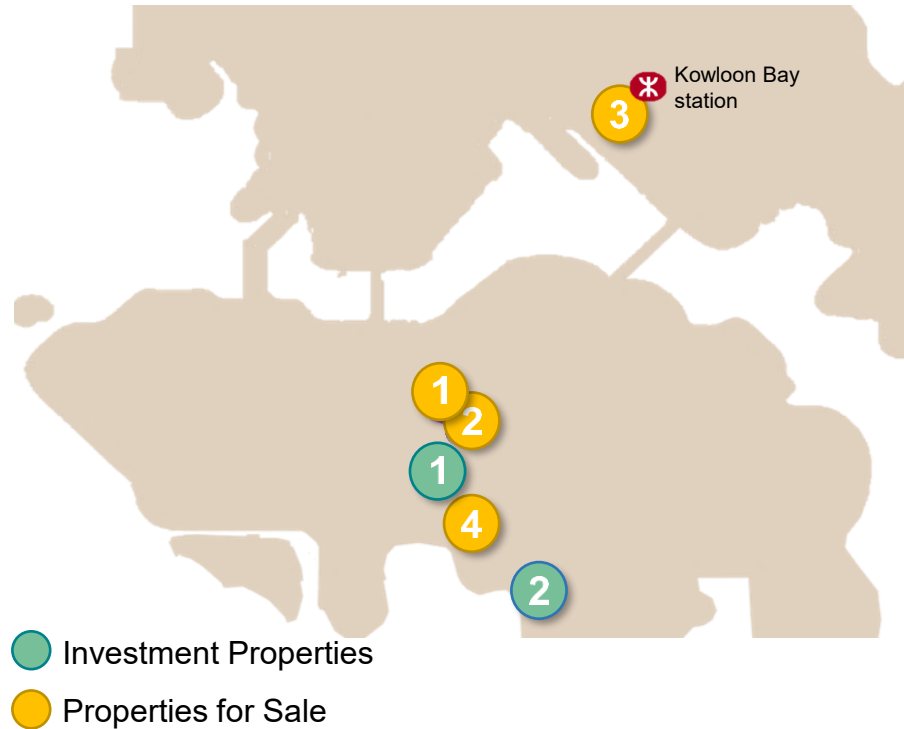 Kowloon Bay
station
3
1
2
1
4
2
Investment Properties
Properties for Sale